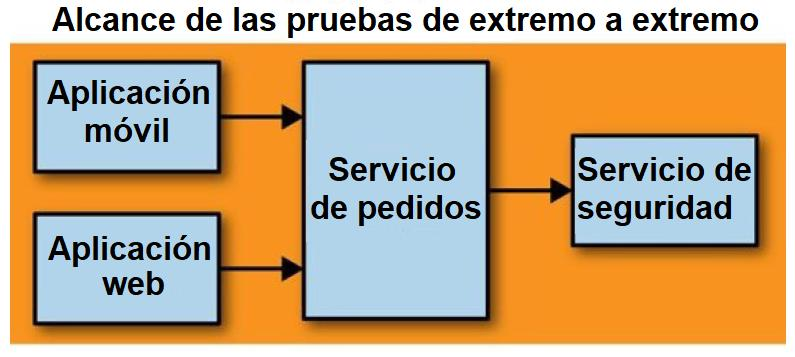 Alcance de las pruebas de extremo a extremo
Aplicación
móvil
Aplicación
web
Servicio
de pedidos
Servicio de
seguridad